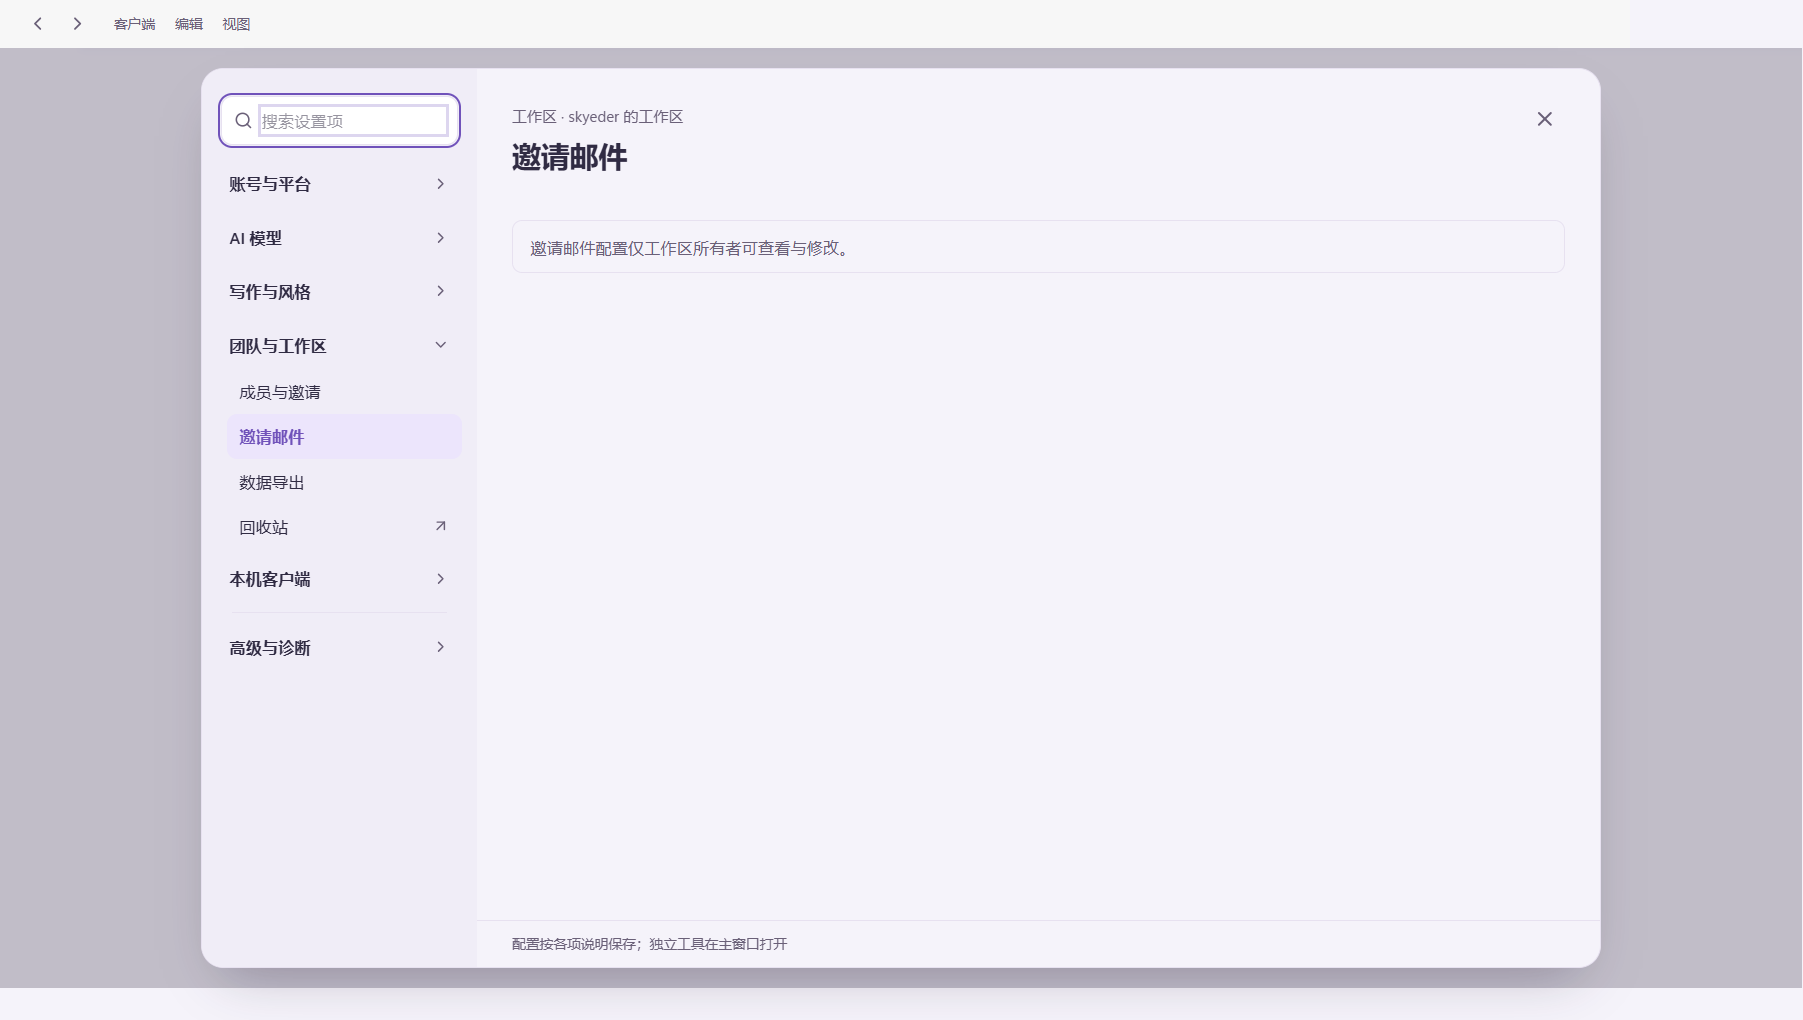 客户端 编辑 视图
搜索设置项
账号与平台
AI 模型
写作与风格
团队与工作区
成员与邀请
邀请邮件
数据导出
回收站
本机客户端
高级与诊断
工作区 · skyeder 的工作区
邀请邮件
邀请邮件配置仅工作区所有者可查看与修改。
配置按各项说明保存；独立工具在主窗口打开